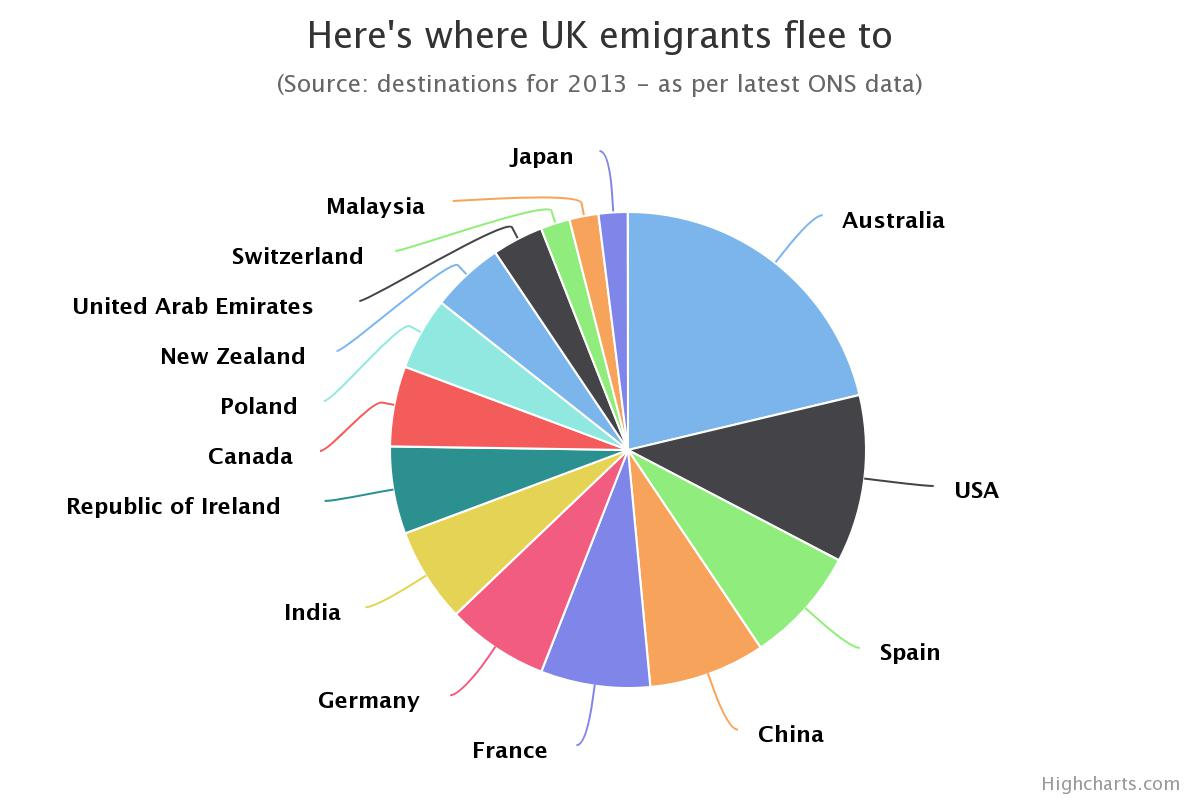 Here's where UK emigrants flee to
(Source: destinations for 2013 – as per latest ONS data)
Japan
Malaysia
Australia
Switzerland
United Arab Emirates
New Zealand
Poland
Canada
USA
Republic of Ireland
India
Spain
Germany
China
France
Highcharts.com